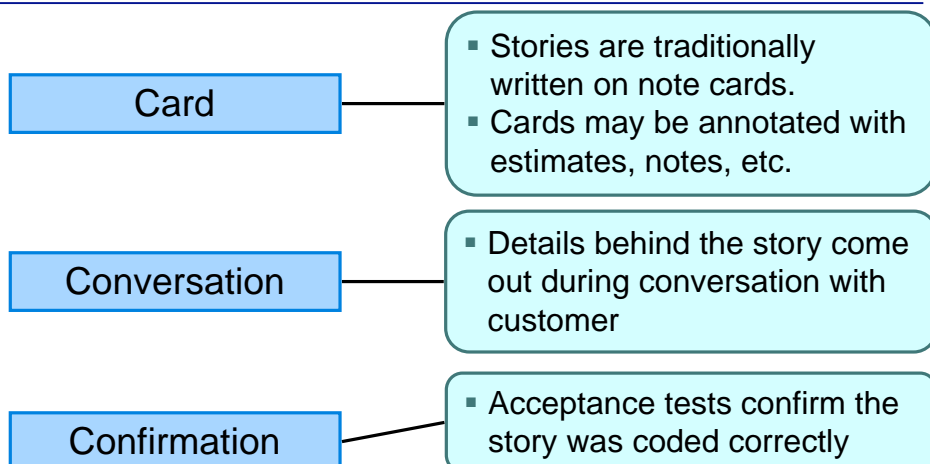 Card
▪ Stories are traditionally
written on note cards.
▪ Cards may be annotated with
estimates, notes, etc.
Conversation
▪ Details behind the story come
out during conversation with
customer
Confirmation
▪ Acceptance tests confirm the
story was coded correctly